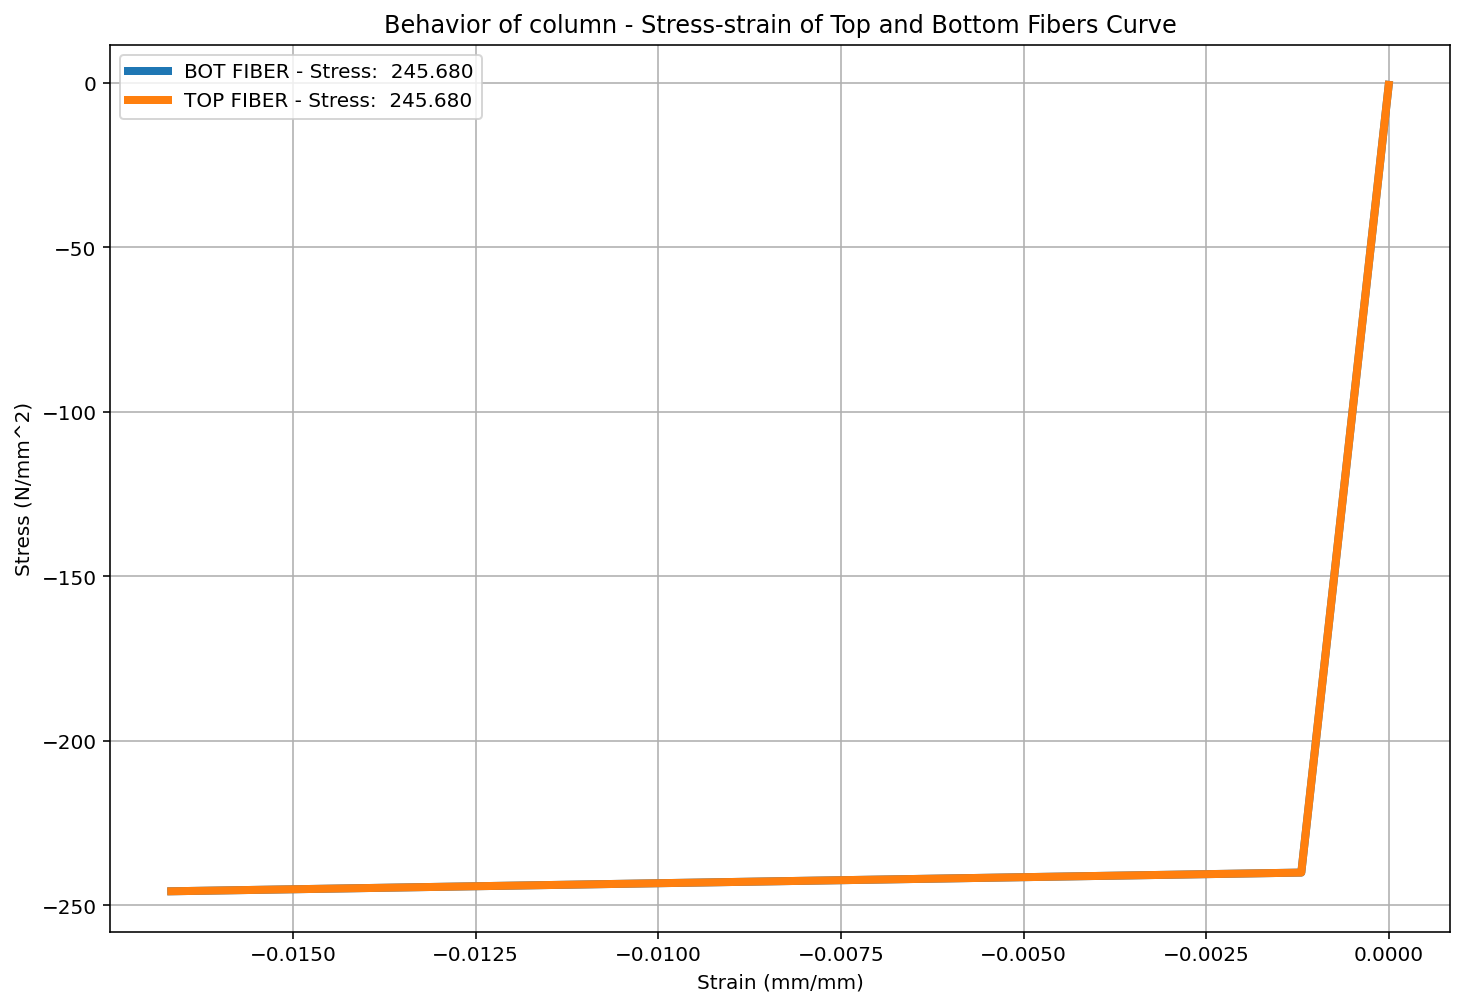 Behavior of column - Stress-strain of Top and Bottom Fibers Curve
BOT FIBER - Stress:  245.680
TOP FIBER - Stress:  245.680
Stress (N/mm^2)
0
−50
−100
−150
−200
−250
−0.0150
−0.0125
−0.0100
−0.0075
−0.0050
−0.0025
0.0000
Strain (mm/mm)